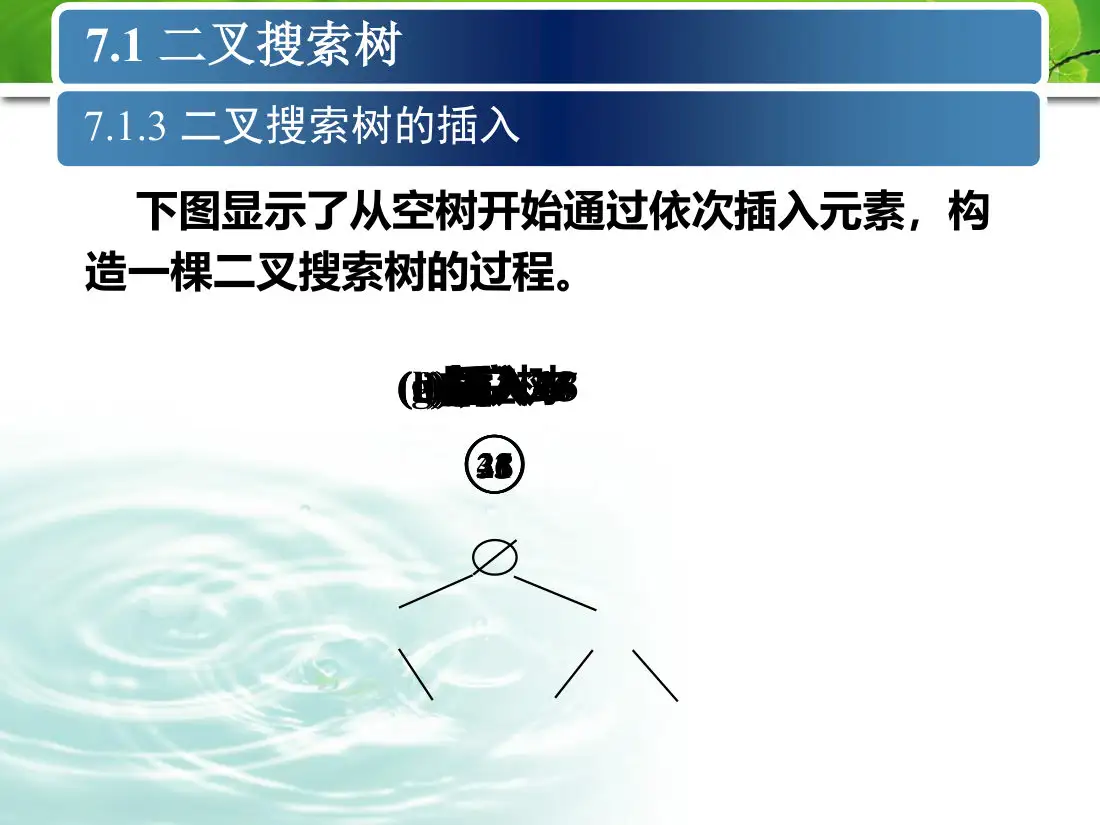 7.1 二叉搜索树
7.1.3 二叉搜索树的插入
下图显示了从空树开始通过依次插入元素，构
造一棵二叉搜索树的过程。